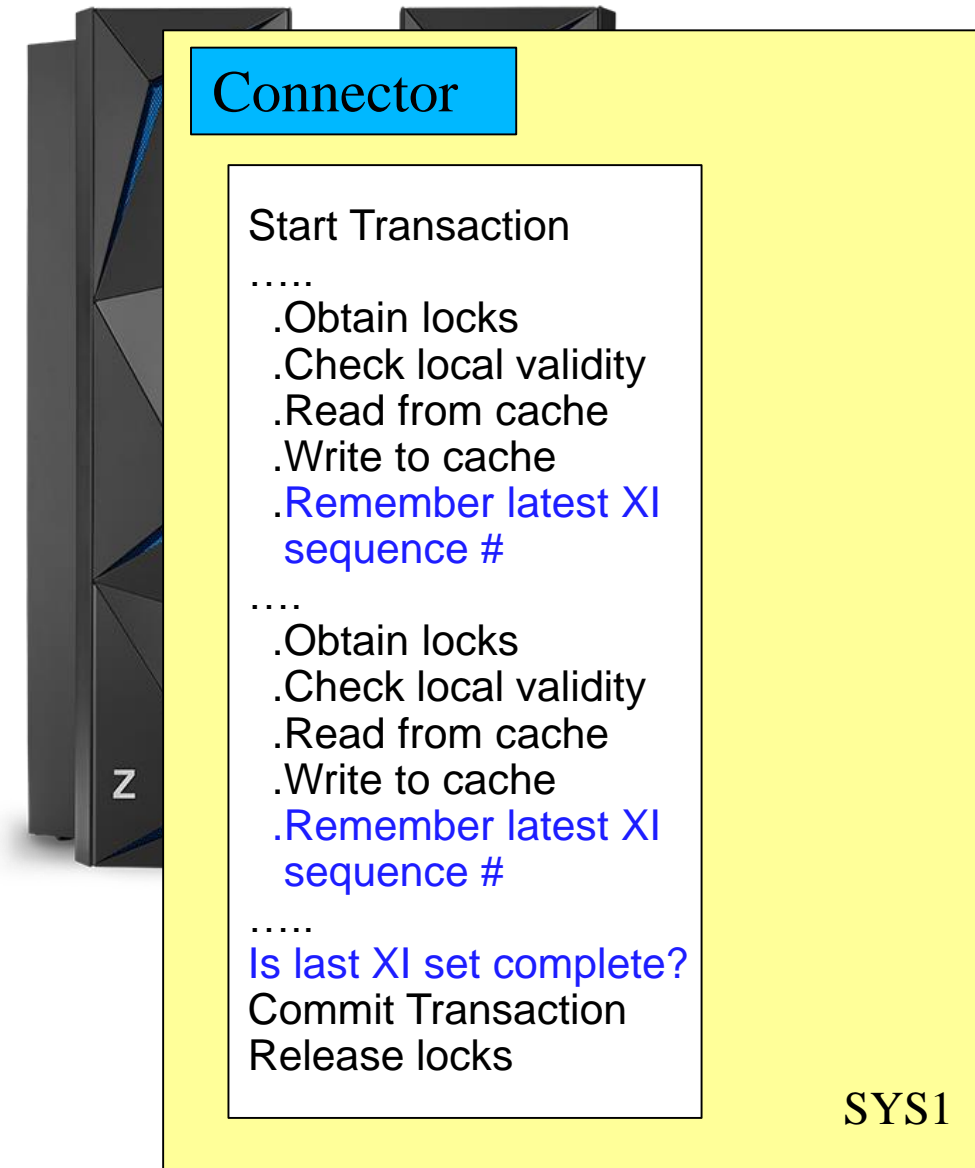 Connector
Start Transaction
…..
.Obtain locks
.Check local validity
.Read from cache
.Write to cache
.Remember latest XI
sequence #
….
.Obtain locks
.Check local validity
.Read from cache
.Write to cache
.Remember latest XI
sequence #
…..
Is last XI set complete?
Commit Transaction
Release locks
Z
SYS1